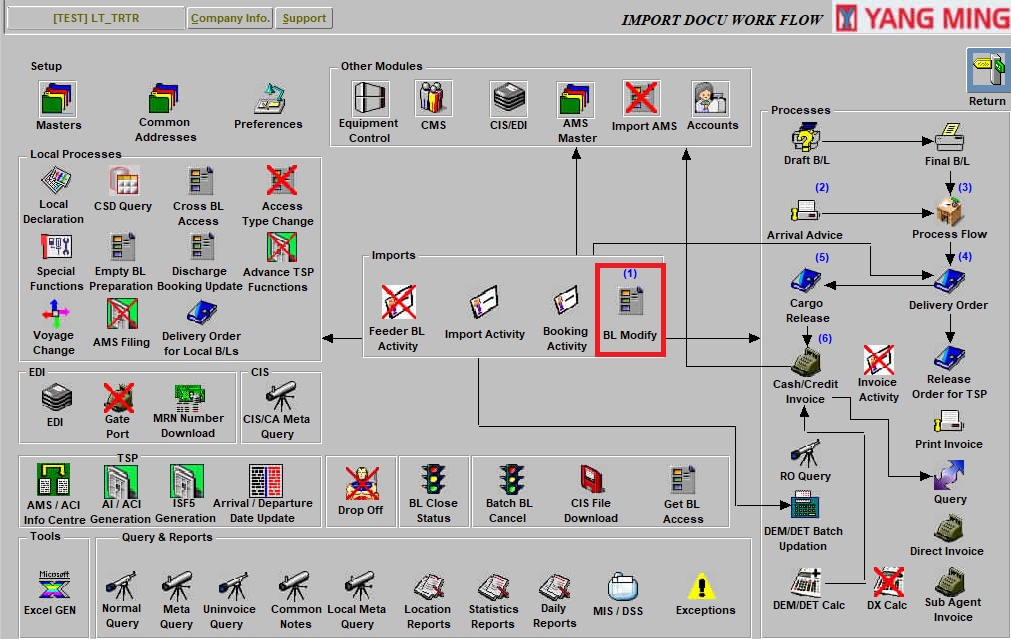 [TEST] LT_TRTR
Company Info.
Support
IMPORT DOCU WORK FLOW
YANG MING
Return
Setup
Masters
Common
Addresses
Preferences
Other Modules
Equipment
Control
CMS
CIS/EDI
AMS
Master
Import AMS
Accounts
Local Processes
Local
Declaration
CSD Query
Cross BL
Access
Access
Type Change
Special
Functions
Empty BL
Preparation
Discharge
Booking Update
Advance TSP
Fucnctions
Voyage
Change
AMS Filing
Delivery Order
for Local B/Ls
Imports
Feeder BL
Activity
Import Activity
Booking
Activity
(1)
BL Modify
Processes
Draft B/L
Final B/L
(2)
Arrival Advice
(3)
Process Flow
(5)
Cargo
Release
(4)
Delivery Order
(6)
Cash/Credit
Invoice
Invoice
Activity
Release
Order for TSP
Print Invoice
RO Query
Query
DEM/DET Batch
Updation
Direct Invoice
DEM/DET Calc
DX Calc
Sub Agent
Invoice
EDI
EDI
Gate
Port
MRN Number
Download
CIS
CIS/CA Meta
Query
TSP
AMS / ACI
Info Centre
AI / ACI
Generation
ISF5
Generation
Arrival / Departure
Date Update
Drop Off
BL Close
Status
Batch BL
Cancel
CIS File
Download
Get BL
Access
Tools
Microsoft
Excel GEN
Query & Reports
Normal
Query
Meta
Query
Uninvoice
Query
Common
Notes
Local Meta
Query
Location
Reports
Statistics
Reports
Daily
Reports
MIS / DSS
Exceptions